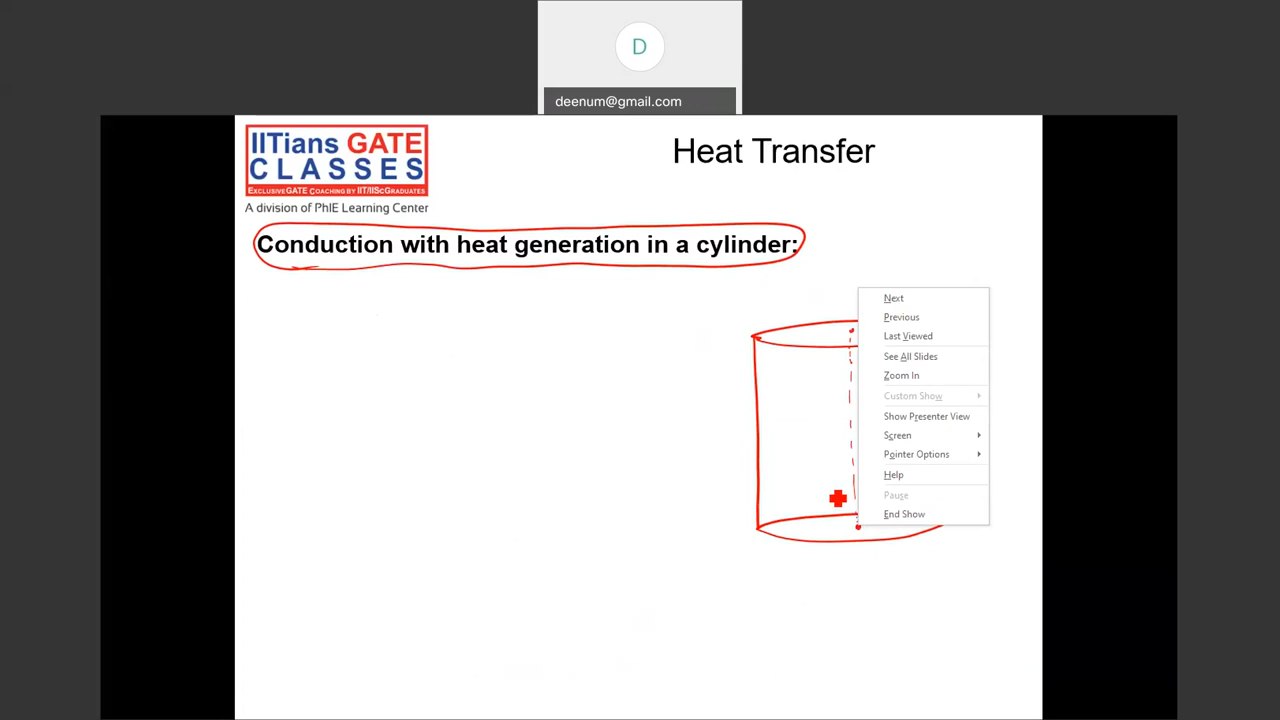 D
deenum@gmail.com
IITians GATE
CLASSES
EXCLUSIVE GATE COACHING BY IIT/IISc GRADUATES
A division of PhIE Learning Center
Heat Transfer
Conduction with heat generation in a cylinder:
Next
Previous
Last Viewed
See All Slides
Zoom In
Custom Show
Show Presenter View
Screen
Pointer Options
Help
Pause
End Show